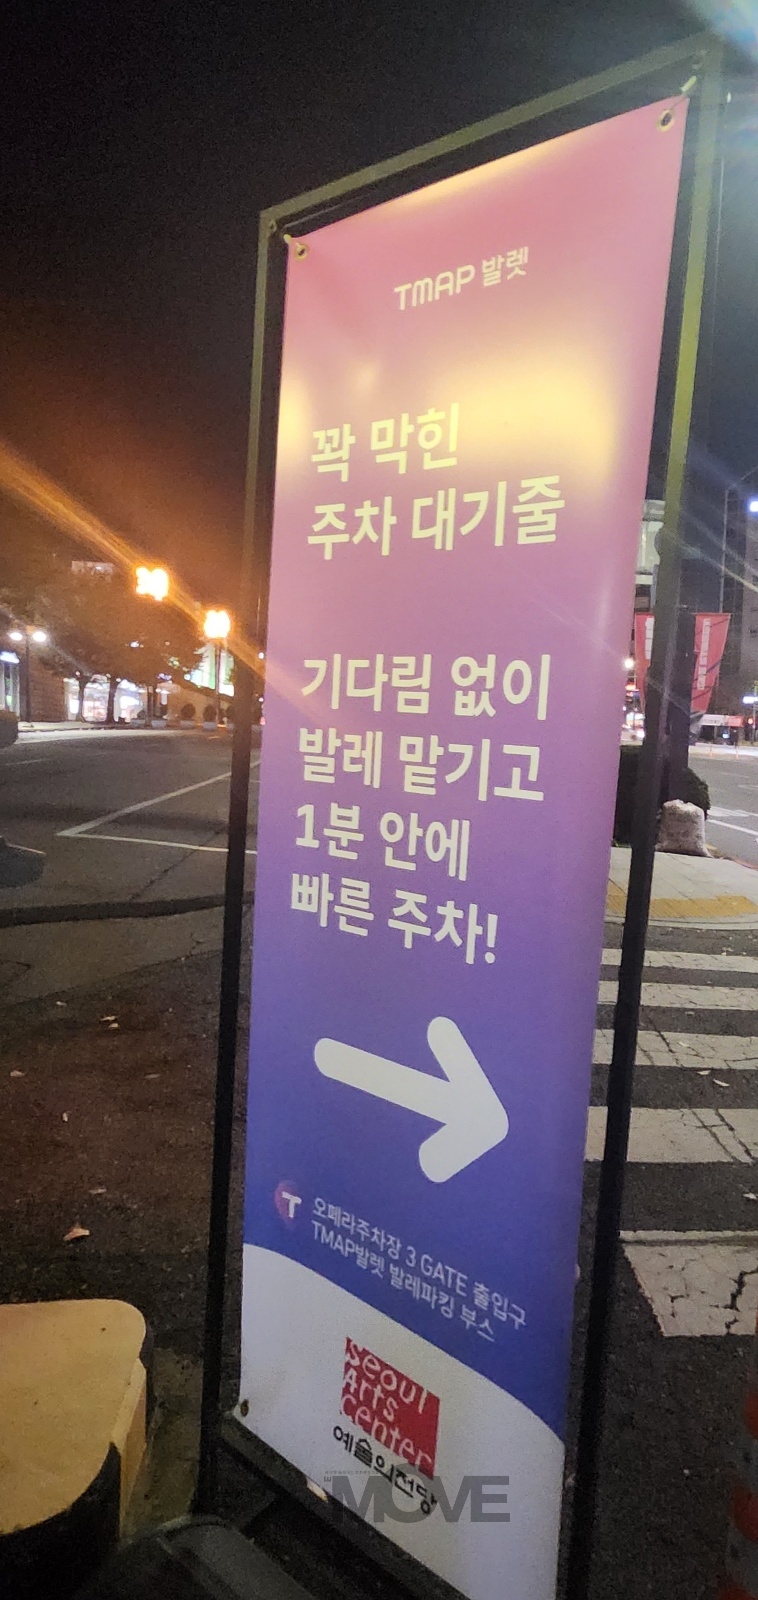 TMAP 발렛
꽉 막힌
주차 대기줄
기다림 없이
발레 맡기고
1분 안에
빠른 주차!
T
오페라주차장 3 GATE 출입구
TMAP발렛 발레파킹 부스
seoul
arts
center
예술의전당
MOVE